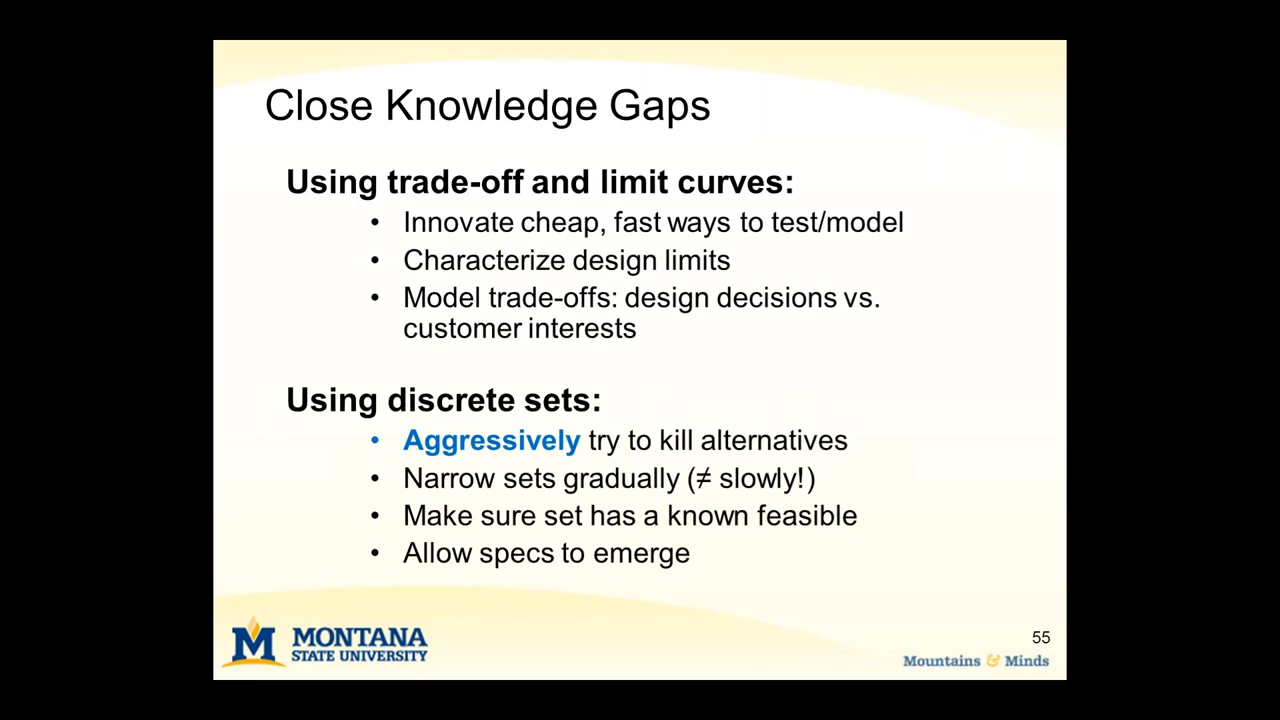 Close Knowledge Gaps
Using trade-off and limit curves:
• Innovate cheap, fast ways to test/model
• Characterize design limits
• Model trade-offs: design decisions vs.
customer interests
Using discrete sets:
• Aggressively try to kill alternatives
• Narrow sets gradually (≠ slowly!)
• Make sure set has a known feasible
• Allow specs to emerge
M MONTANA
STATE UNIVERSITY
55
Mountains & Minds